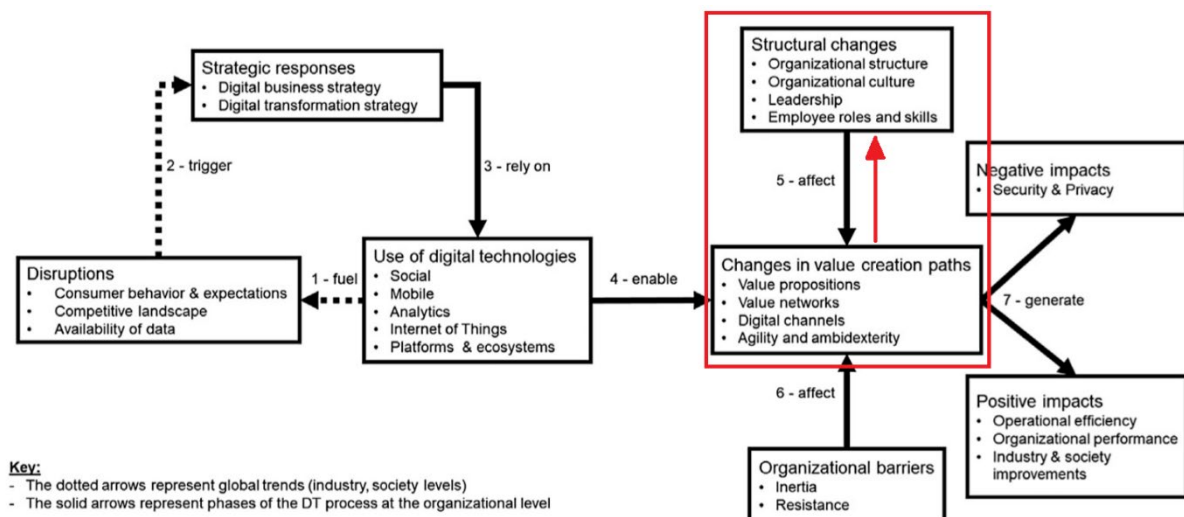 Strategic responses
• Digital business strategy
• Digital transformation strategy
2 - trigger
3 - rely on
Disruptions
• Consumer behavior & expectations
• Competitive landscape
• Availability of data
1 - fuel
Use of digital technologies
• Social
• Mobile
• Analytics
• Internet of Things
• Platforms & ecosystems
4 - enable
Structural changes
• Organizational structure
• Organizational culture
• Leadership
• Employee roles and skills
5 - affect
Changes in value creation paths
• Value propositions
• Value networks
• Digital channels
• Agility and ambidexterity
6 - affect
Organizational barriers
• Inertia
• Resistance
Negative impacts
• Security & Privacy
7 - generate
Positive impacts
• Operational efficiency
• Organizational performance
• Industry & society
improvements
Key:
- The dotted arrows represent global trends (industry, society levels)
- The solid arrows represent phases of the DT process at the organizational level